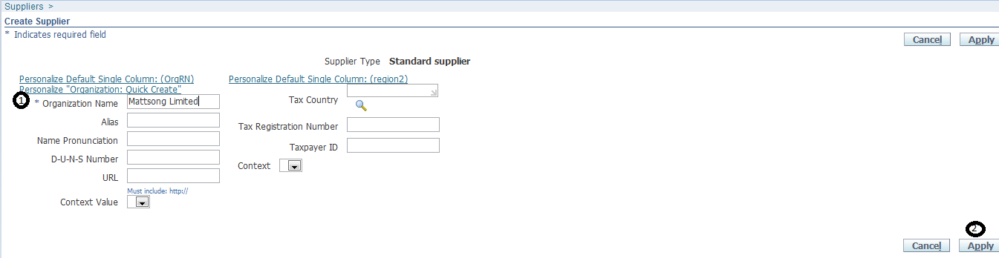 Suppliers >
Create Supplier
* Indicates required field
Cancel Apply
Supplier Type Standard supplier
Personalize Default Single Column: (OrgRN)
Personalize "Organization: Quick Create"
1 * Organization Name Mattsong Limited
Alias
Name Pronunciation
D-U-N-S Number
URL
Must include: http://
Context Value
Personalize Default Single Column: (region2)
Tax Country
Tax Registration Number
Taxpayer ID
Context
2
Cancel Apply